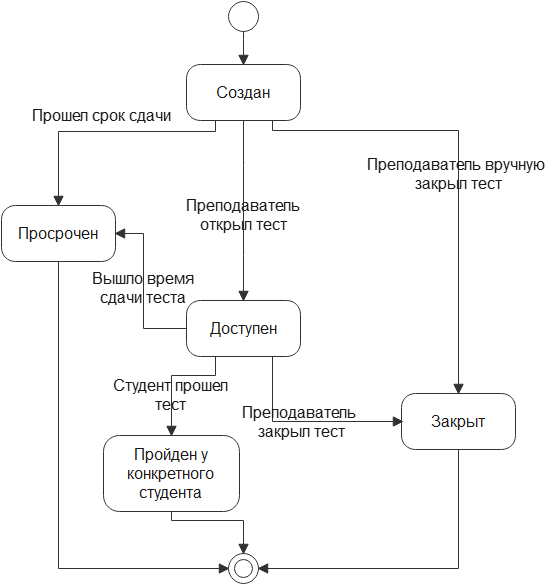 Создан
Прошел срок сдачи
Преподаватель вручную
закрыл тест
Преподаватель
открыл тест
Просрочен
Вышло время
сдачи теста
Доступен
Студент прошел
тест
Преподаватель
закрыл тест
Закрыт
Пройден у
конкретного
студента